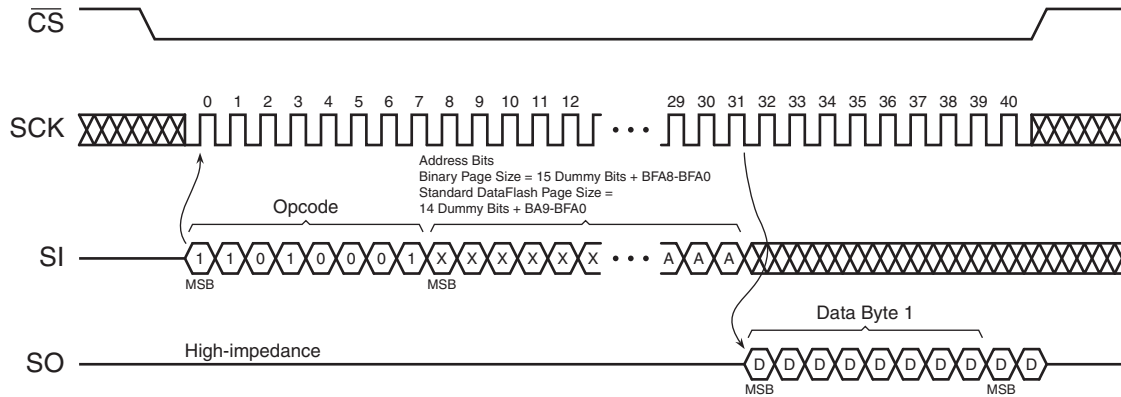 CS
SCK
0 1 2 3 4 5 6 7 8 9 10 11 12 • • • 29 30 31 32 33 34 35 36 37 38 39 40
Address Bits
Binary Page Size = 15 Dummy Bits + BFA8-BFA0
Standard DataFlash Page Size =
14 Dummy Bits + BA9-BFA0
Opcode
SI
1 1 0 1 0 0 0 1 X X X X X X • • • A A A
MSB MSB
Data Byte 1
High-impedance
SO
D D D D D D D D D D
MSB MSB